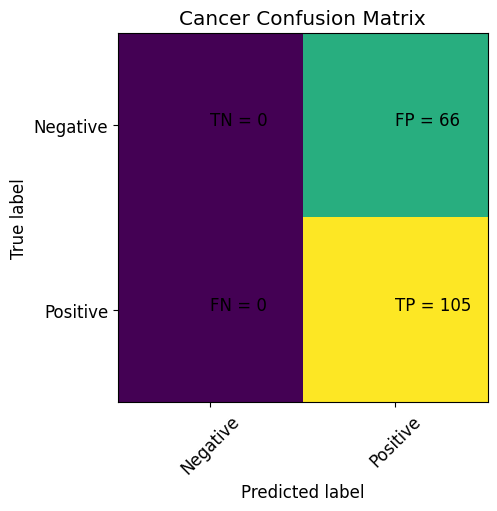 Cancer Confusion Matrix
True label
Negative
TN = 0
FP = 66
Positive
FN = 0
TP = 105
Negative
Positive
Predicted label